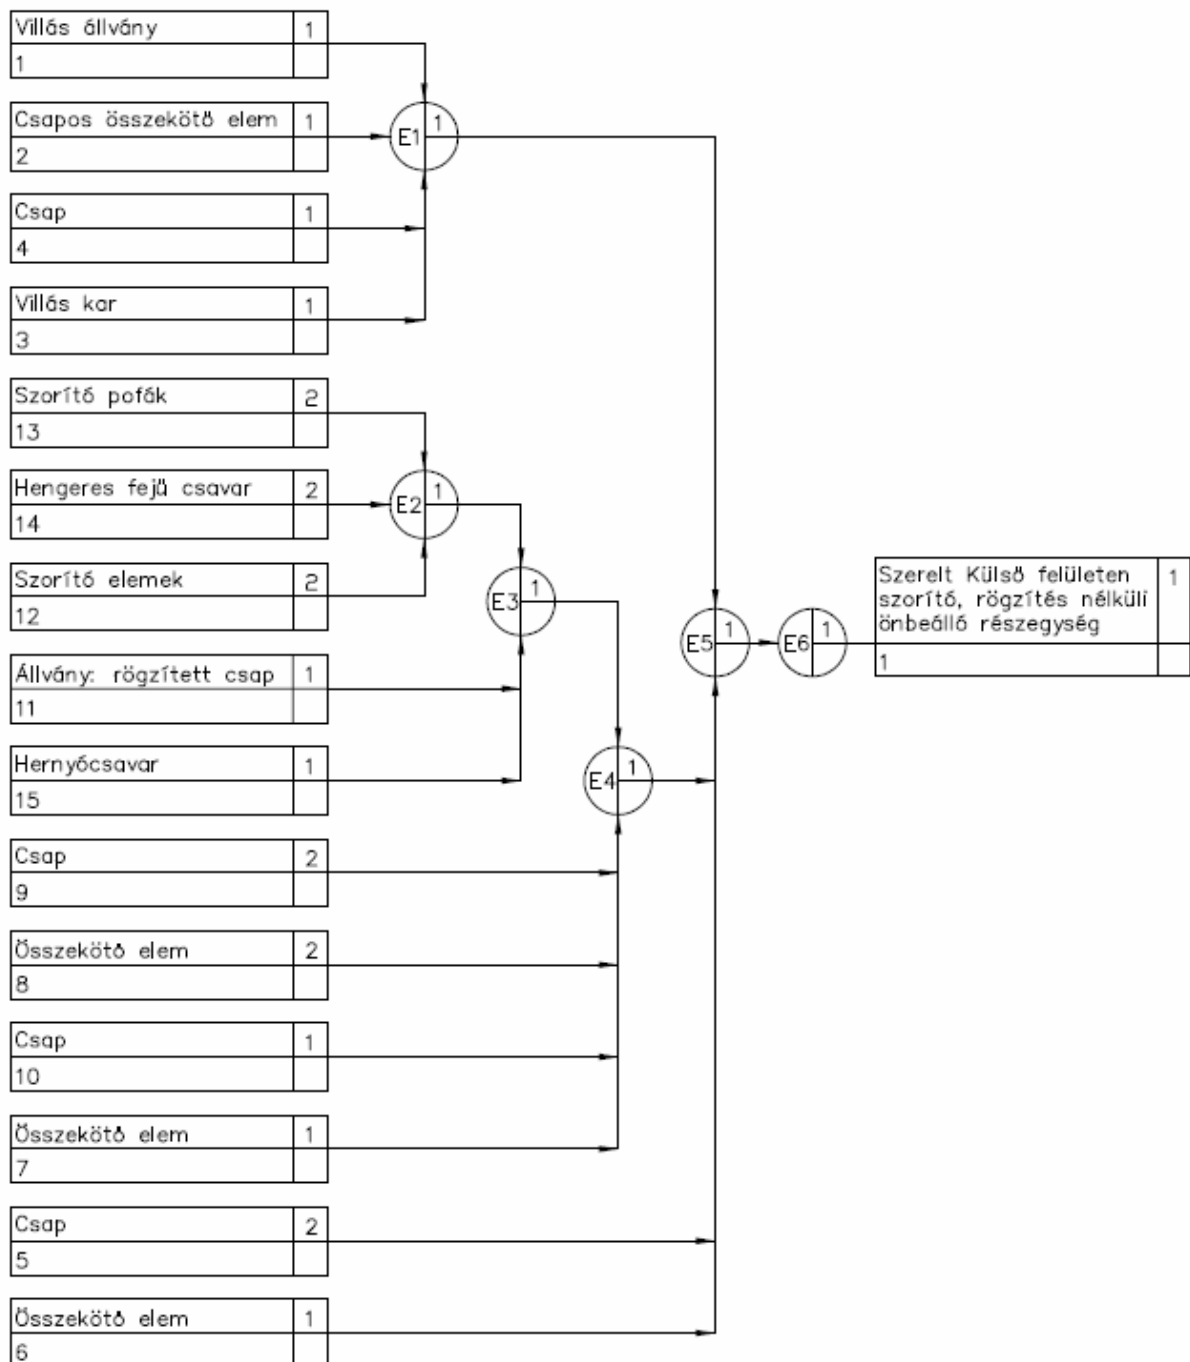 Villás állvány 1
1
Csapos összekötő elem 1
2
Csap 1
4
Villás kar 1
3
Szorító pofák 2
13
Hengeres fejű csavar 2
14
Szorító elemek 2
12
Állvány: rögzített csap 1
11
Hernyócsavar 1
15
Csap 2
9
Összekötő elem 2
8
Csap 1
10
Összekötő elem 1
7
Csap 2
5
Összekötő elem 1
6
E1 1
E2 1
E3 1
E4 1
E5 1
E6 1
Szerelt Külső felületen 1
szorító, rögzítés nélküli
önbeálló részegység
1